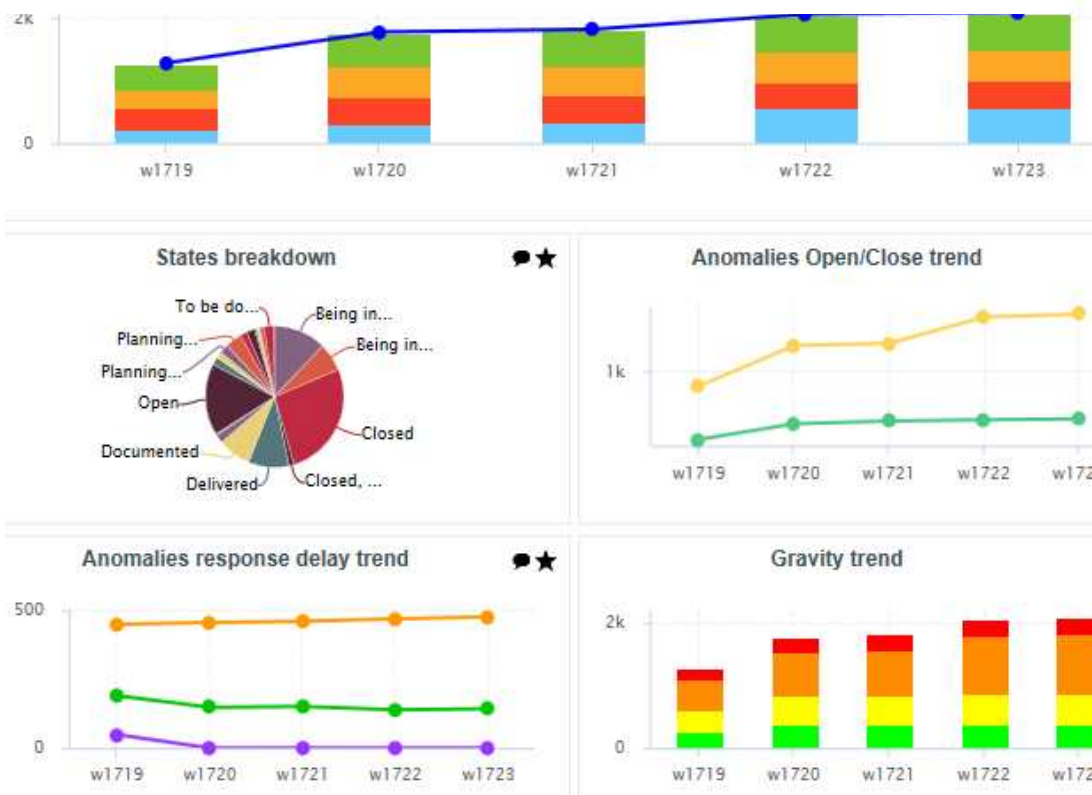 2k
0
w1719 w1720 w1721 w1722 w1723
States breakdown
To be do...
Being in...
Planning...
Being in...
Planning...
Open
Closed
Documented
Delivered
Closed, ...
Anomalies Open/Close trend
1k
w1719 w1720 w1721 w1722 w172
Anomalies response delay trend
500
0
w1719 w1720 w1721 w1722 w1723
Gravity trend
2k
0
w1719 w1720 w1721 w1722 w172